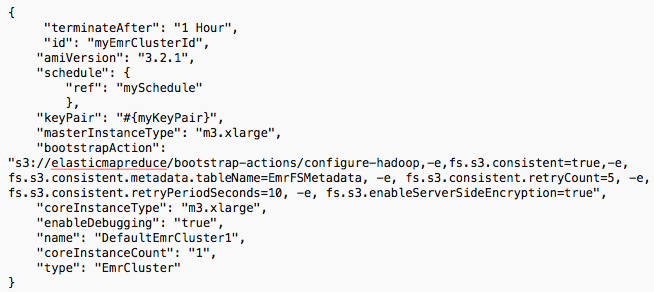 {
"terminateAfter": "1 Hour",
"id": "myEmrClusterId",
"amiVersion": "3.2.1",
"schedule": {
"ref": "mySchedule"
},
"keyPair": "#{myKeyPair}",
"masterInstanceType": "m3.xlarge",
"bootstrapAction":
"s3://elasticmapreduce/bootstrap-actions/configure-hadoop,-e,fs.s3.consistent=true,-e,
fs.s3.consistent.metadata.tableName=EmrFSMetadata, -e, fs.s3.consistent.retryCount=5, -e,
fs.s3.consistent.retryPeriodSeconds=10, -e, fs.s3.enableServerSideEncryption=true",
"coreInstanceType": "m3.xlarge",
"enableDebugging": "true",
"name": "DefaultEmrCluster1",
"coreInstanceCount": "1",
"type": "EmrCluster"
}